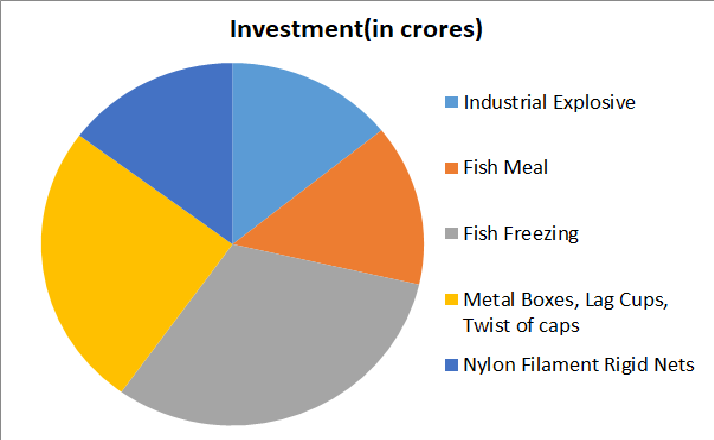 Investment(in crores)
Industrial Explosive
Fish Meal
Fish Freezing
Metal Boxes, Lag Cups,
Twist of caps
Nylon Filament Rigid Nets